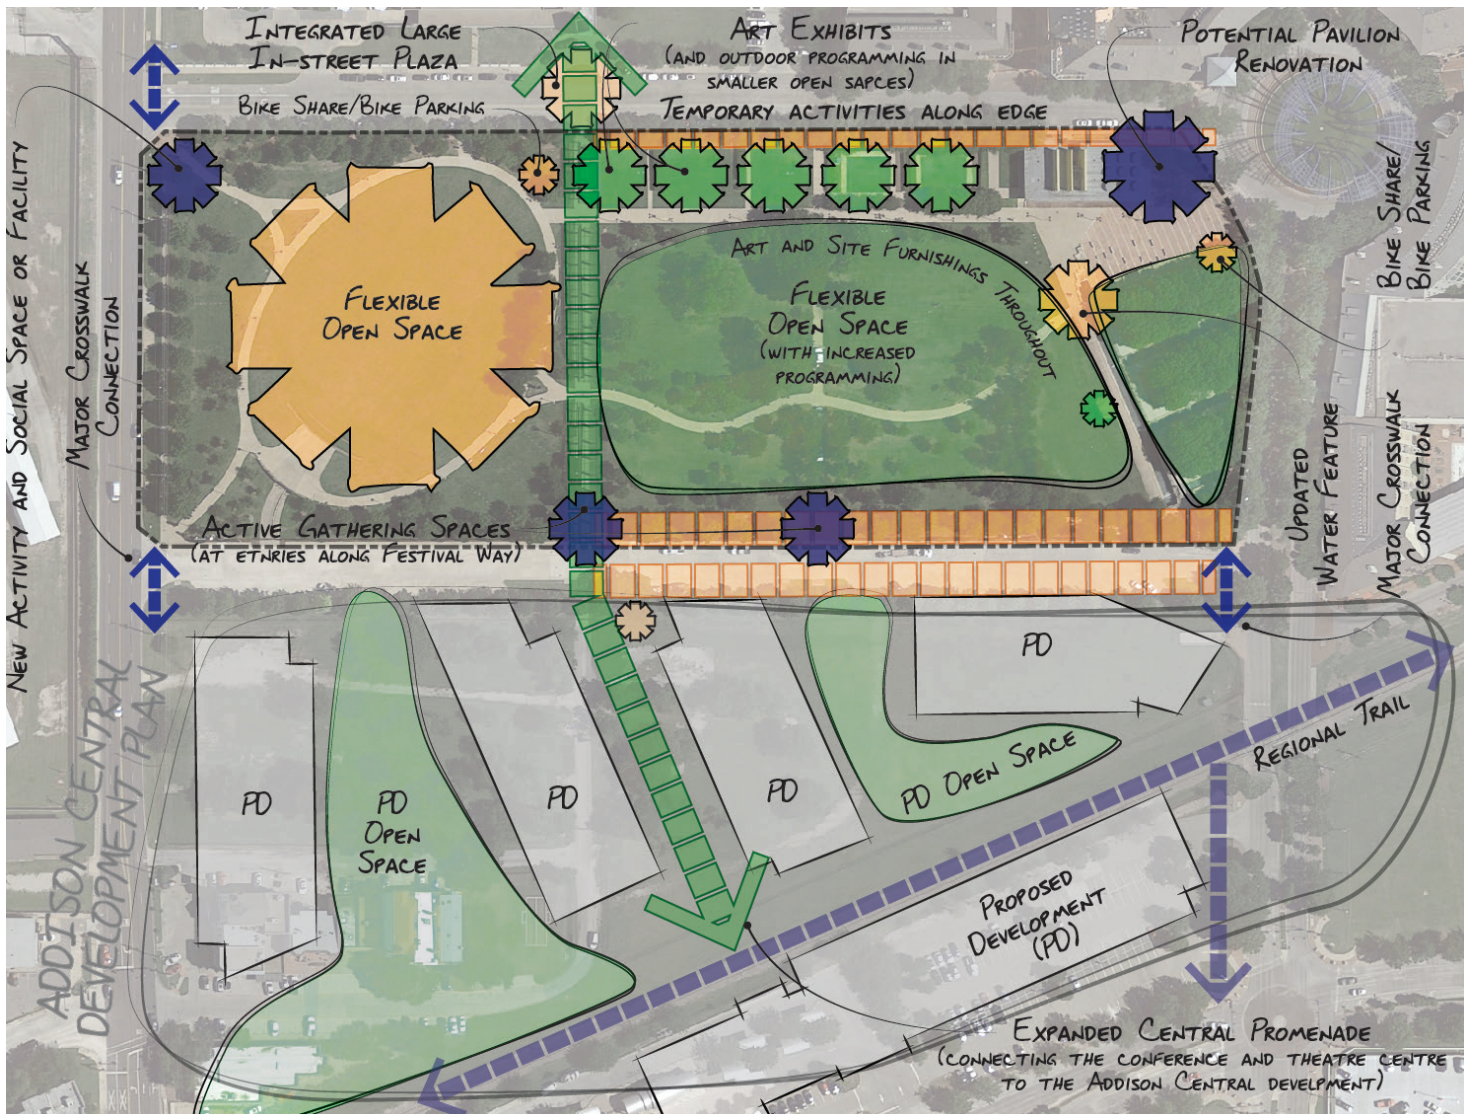 Integrated Large
In-street Plaza
Bike Share/Bike Parking
Art Exhibits
(and outdoor programming in
smaller open sapces)
Temporary activities along edge
Potential Pavilion
Renovation
New Activity and Social Space or Facility
Major Crosswalk
Connection
Bike Share/
Bike Parking
Flexible
Open Space
Art and Site Furnishings Throughout
Flexible
Open Space
(with increased
programming)
Updated
Water Feature
Major Crosswalk
Connection
Active Gathering Spaces
(at etnries along Festival Way)
Addison Central
Development Plan
PD
PD
Open
Space
PD
PD
PD
PD Open Space
Regional Trail
Proposed
Development
(PD)
Expanded Central Promenade
(connecting the conference and theatre centre
to the Addison Central develpment)